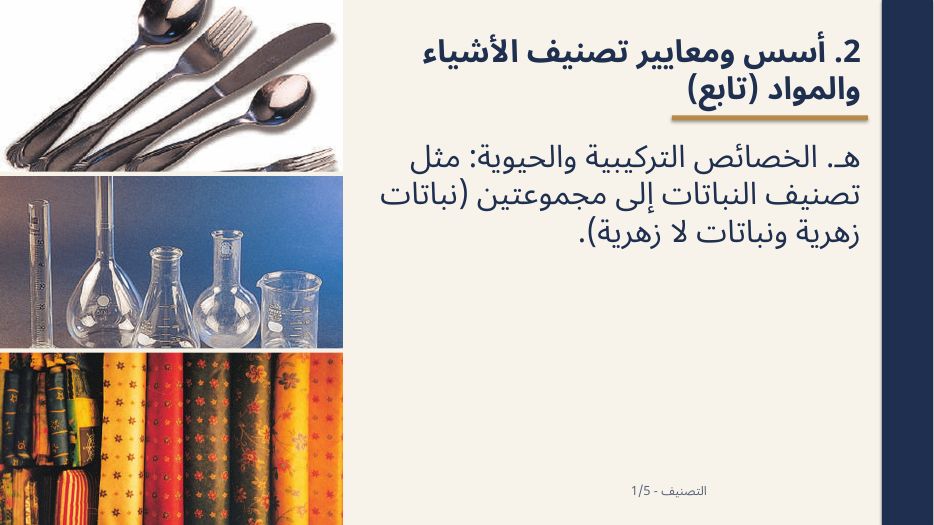 2. أسس ومعايير تصنيف الأشياء
والمواد (تابع)
هـ. الخصائص التركيبية والحيوية: مثل
تصنيف النباتات إلى مجموعتين (نباتات
زهرية ونباتات لا زهرية).
التصنيف - 1/5